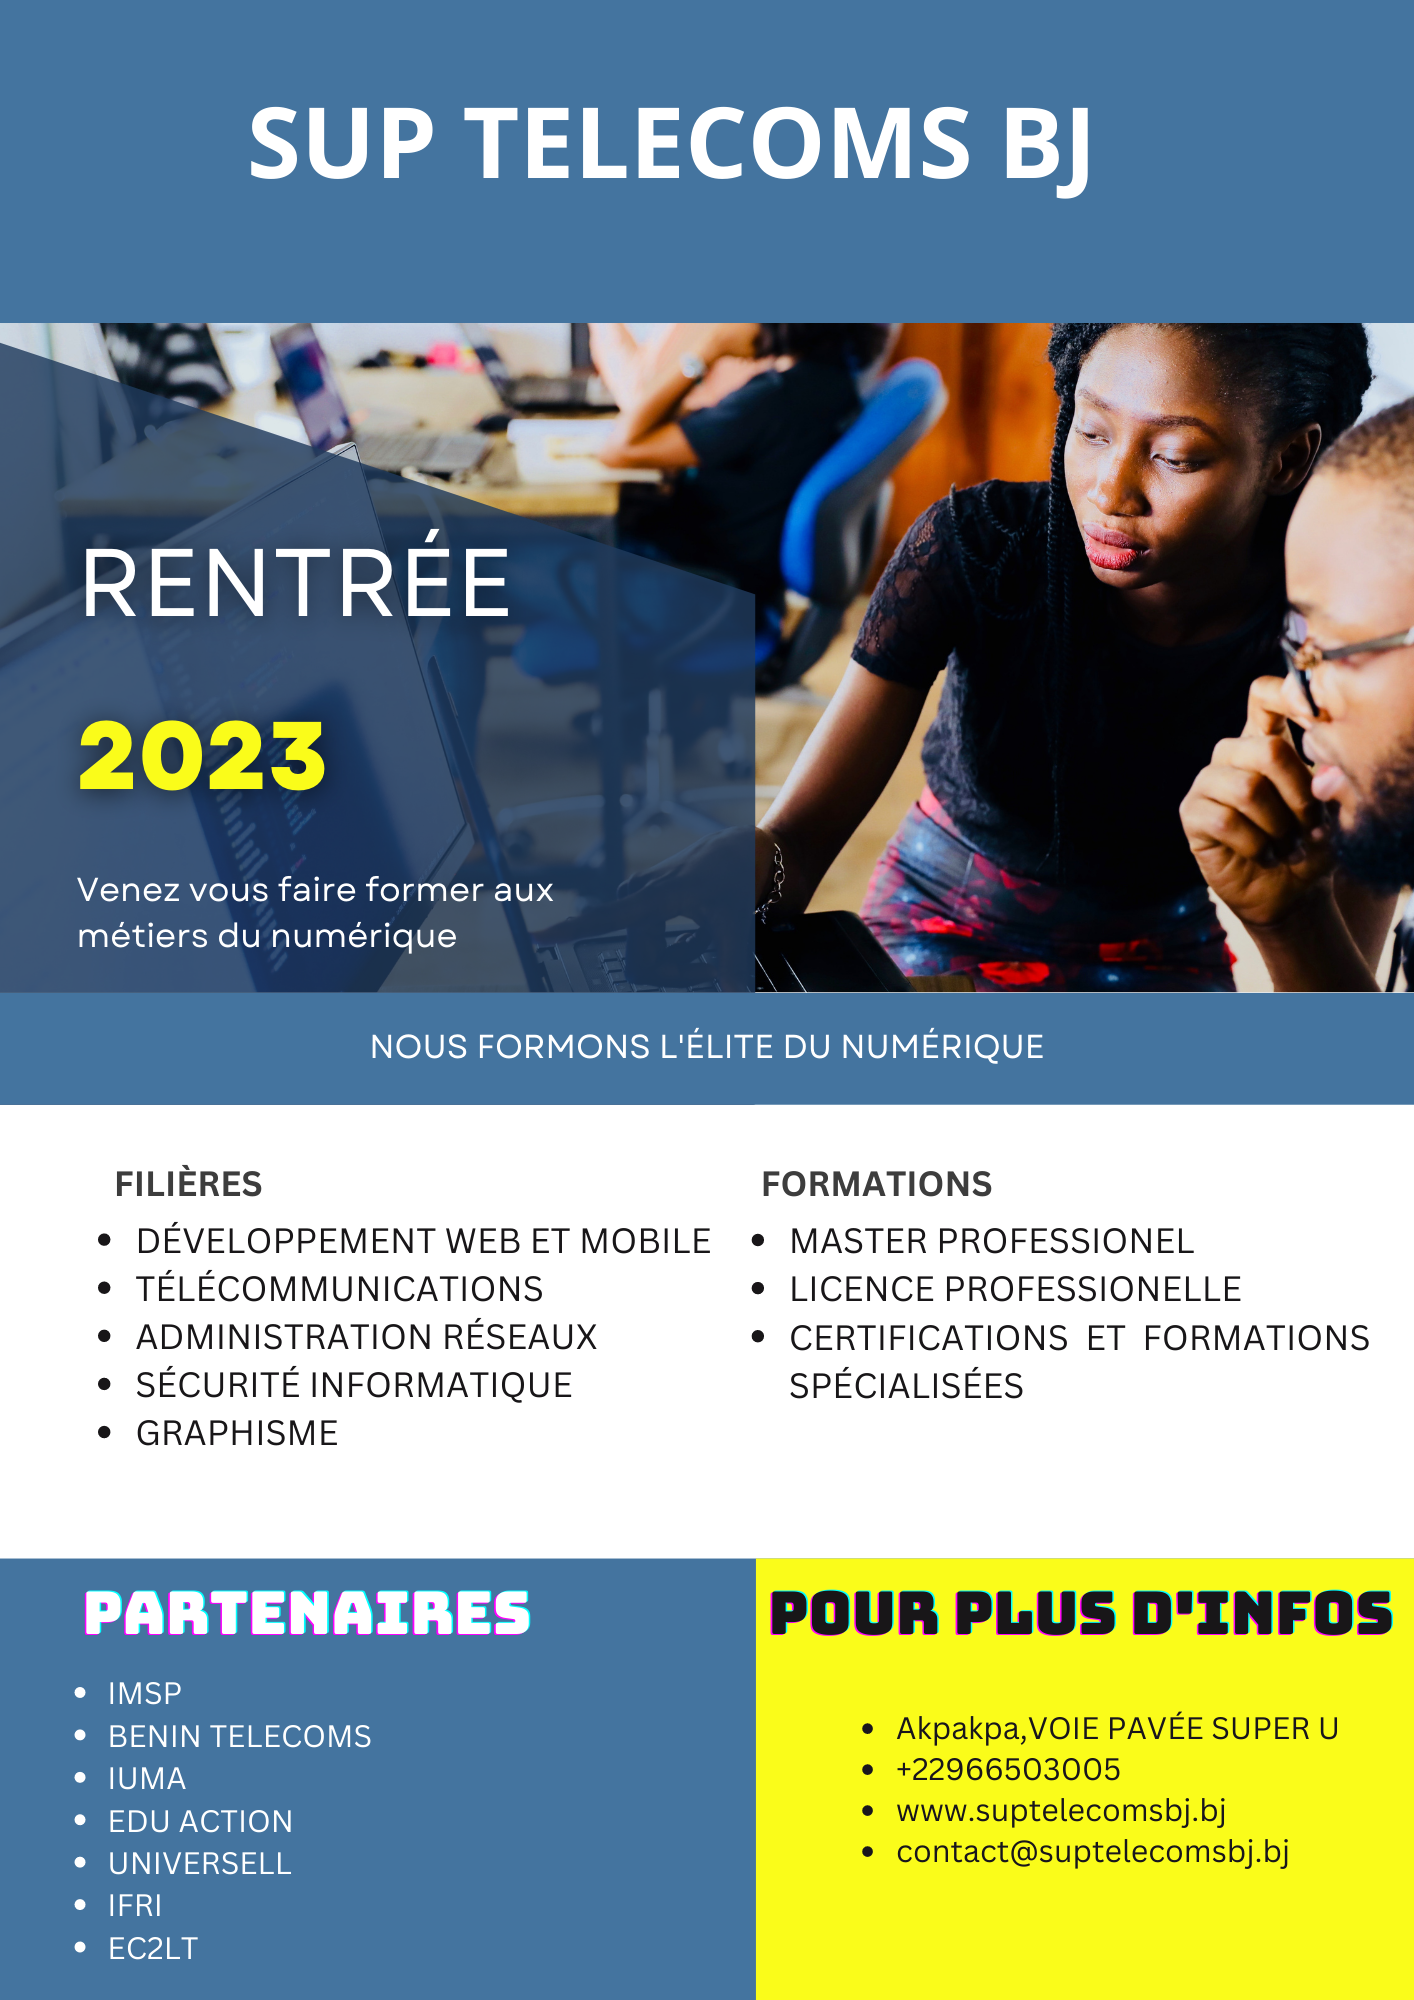 SUP TELECOMS BJ
RENTRÉE
2023
Venez vous faire former aux
métiers du numérique
NOUS FORMONS L'ÉLITE DU NUMÉRIQUE
FILIÈRES
• DÉVELOPPEMENT WEB ET MOBILE
• TÉLÉCOMMUNICATIONS
• ADMINISTRATION RÉSEAUX
• SÉCURITÉ INFORMATIQUE
• GRAPHISME
FORMATIONS
• MASTER PROFESSIONEL
• LICENCE PROFESSIONELLE
• CERTIFICATIONS ET FORMATIONS
SPÉCIALISÉES
PARTENAIRES
• IMSP
• BENIN TELECOMS
• IUMA
• EDU ACTION
• UNIVERSELL
• IFRI
• EC2LT
POUR PLUS D'INFOS
• Akpakpa,VOIE PAVÉE SUPER U
• +22966503005
• www.suptelecomsbj.bj
• contact@suptelecomsbj.bj